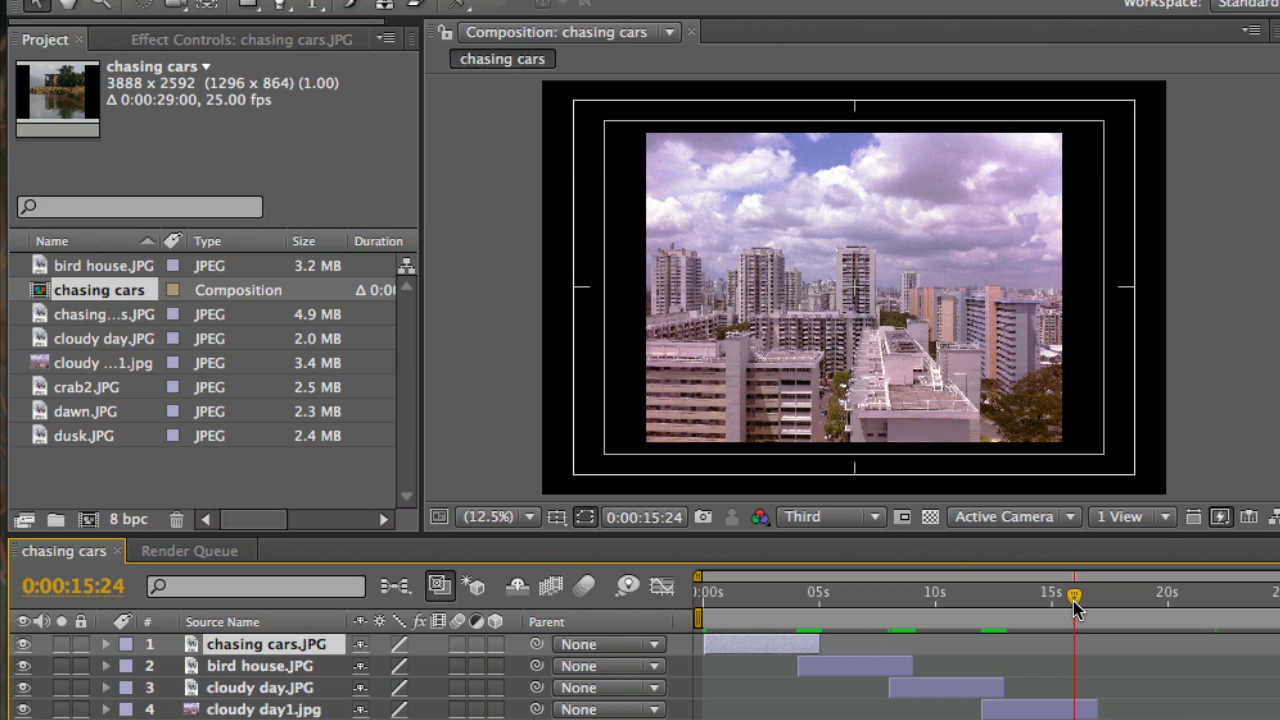 Workspace: Standard
Project
Effect Controls: chasing cars.JPG
Composition: chasing cars
chasing cars
chasing cars
3888 x 2592 (1296 x 864) (1.00)
Δ 0:00:29:00, 25.00 fps
Name Type Size Duration
bird house.JPG JPEG 3.2 MB
chasing cars Composition Δ 0:00
chasing...s.JPG JPEG 4.9 MB
cloudy day.JPG JPEG 2.0 MB
cloudy ...1.jpg JPEG 3.4 MB
crab2.JPG JPEG 2.5 MB
dawn.JPG JPEG 2.3 MB
dusk.JPG JPEG 2.4 MB
8 bpc
(12.5%) 0:00:15:24 Third Active Camera 1 View
chasing cars Render Queue
0:00:15:24
):00s 05s 10s 15s 20s 2
# Source Name fx Parent
1 chasing cars.JPG None
2 bird house.JPG None
3 cloudy day.JPG None
4 cloudy day1.jpg None